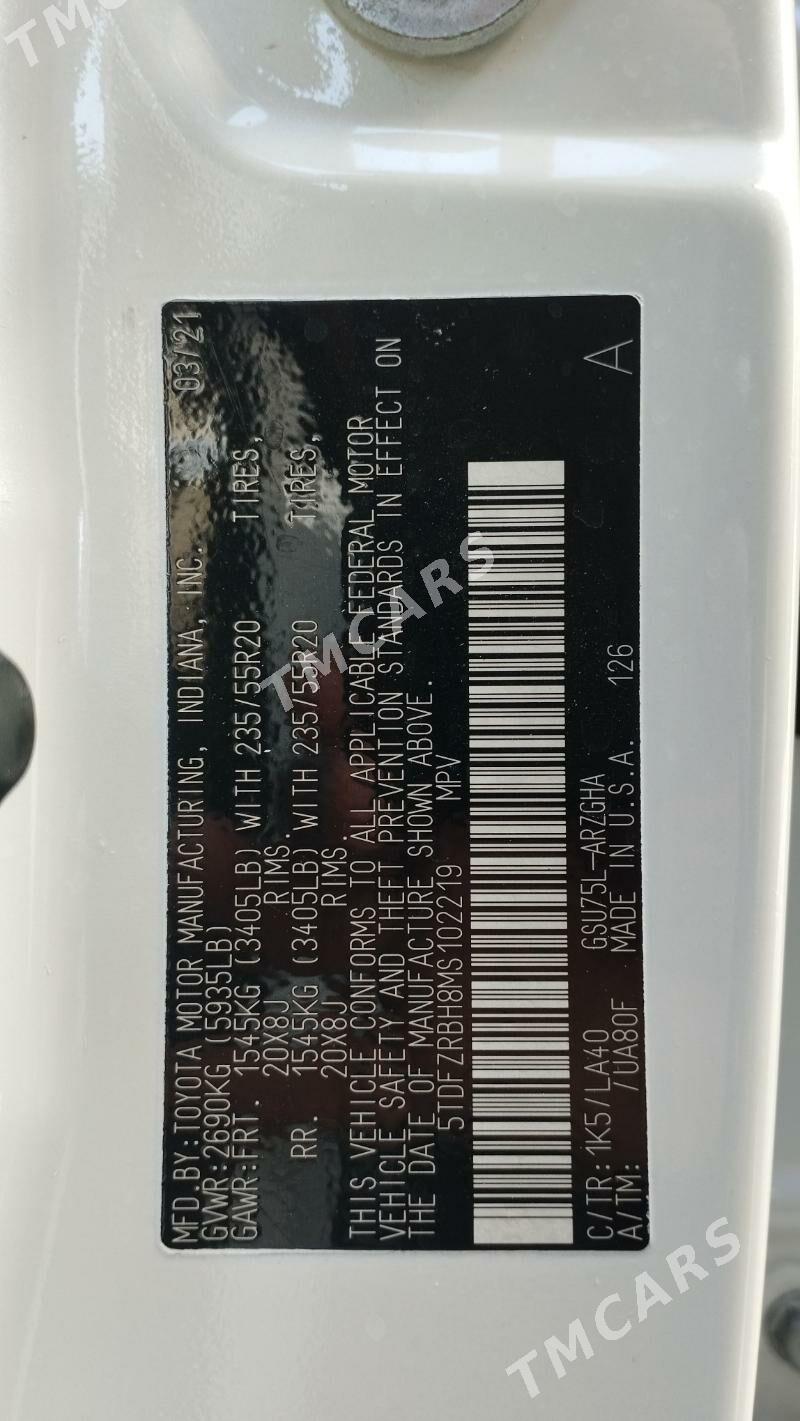 MFD.BY:TOYOTA MOTOR MANUFACTURING, INDIANA, INC. 03/21
GVWR:2690KG (5935LB)
GAWR:FRT. 1545KG (3405LB) WITH 235/55R20 TIRES,
20X8J RIMS.
RR. 1545KG (3405LB) WITH 235/55R20 TIRES,
20X8J RIMS.
THIS VEHICLE CONFORMS TO ALL APPLICABLE FEDERAL MOTOR
VEHICLE SAFETY AND THEFT PREVENTION STANDARDS IN EFFECT ON
THE DATE OF MANUFACTURE SHOWN ABOVE.
5TDFZRBH8MS102219 MPV
C/TR:1K5/LA40 GSU75L-ARZGHA
A/TM: /UA80F MADE IN U.S.A. 126 A
TMCARS
TMCARS
TMC